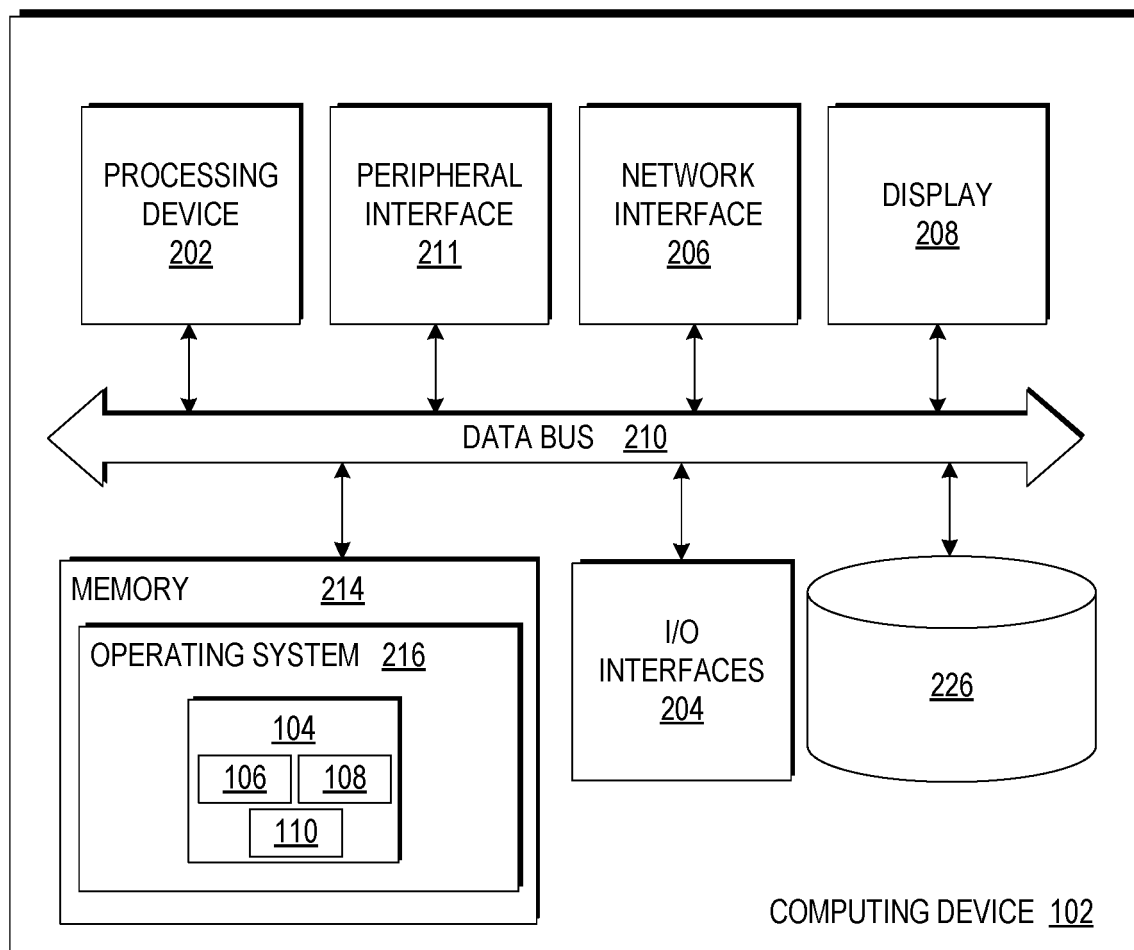 PROCESSING
DEVICE
202
PERIPHERAL
INTERFACE
211
NETWORK
INTERFACE
206
DISPLAY
208
DATA BUS 210
MEMORY 214
OPERATING SYSTEM 216
104
106 108
110
I/O
INTERFACES
204
226
COMPUTING DEVICE 102